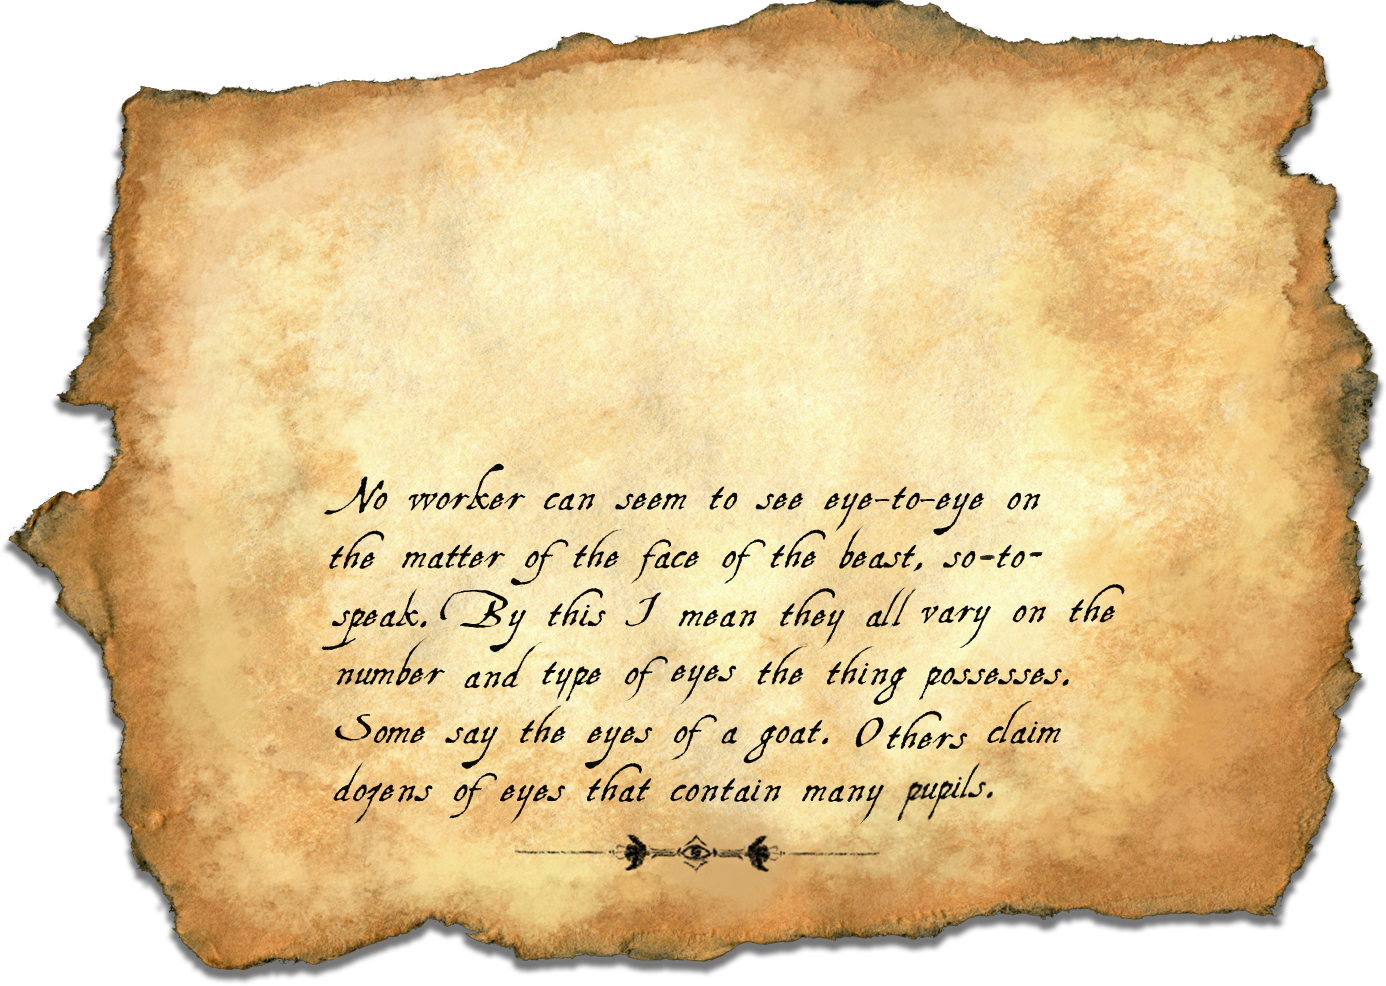 No worker can seem to see eye-to-eye on
the matter of the face of the beast, so-to-
speak. By this I mean they all vary on the
number and type of eyes the thing possesses.
Some say the eyes of a goat. Others claim
dozens of eyes that contain many pupils.